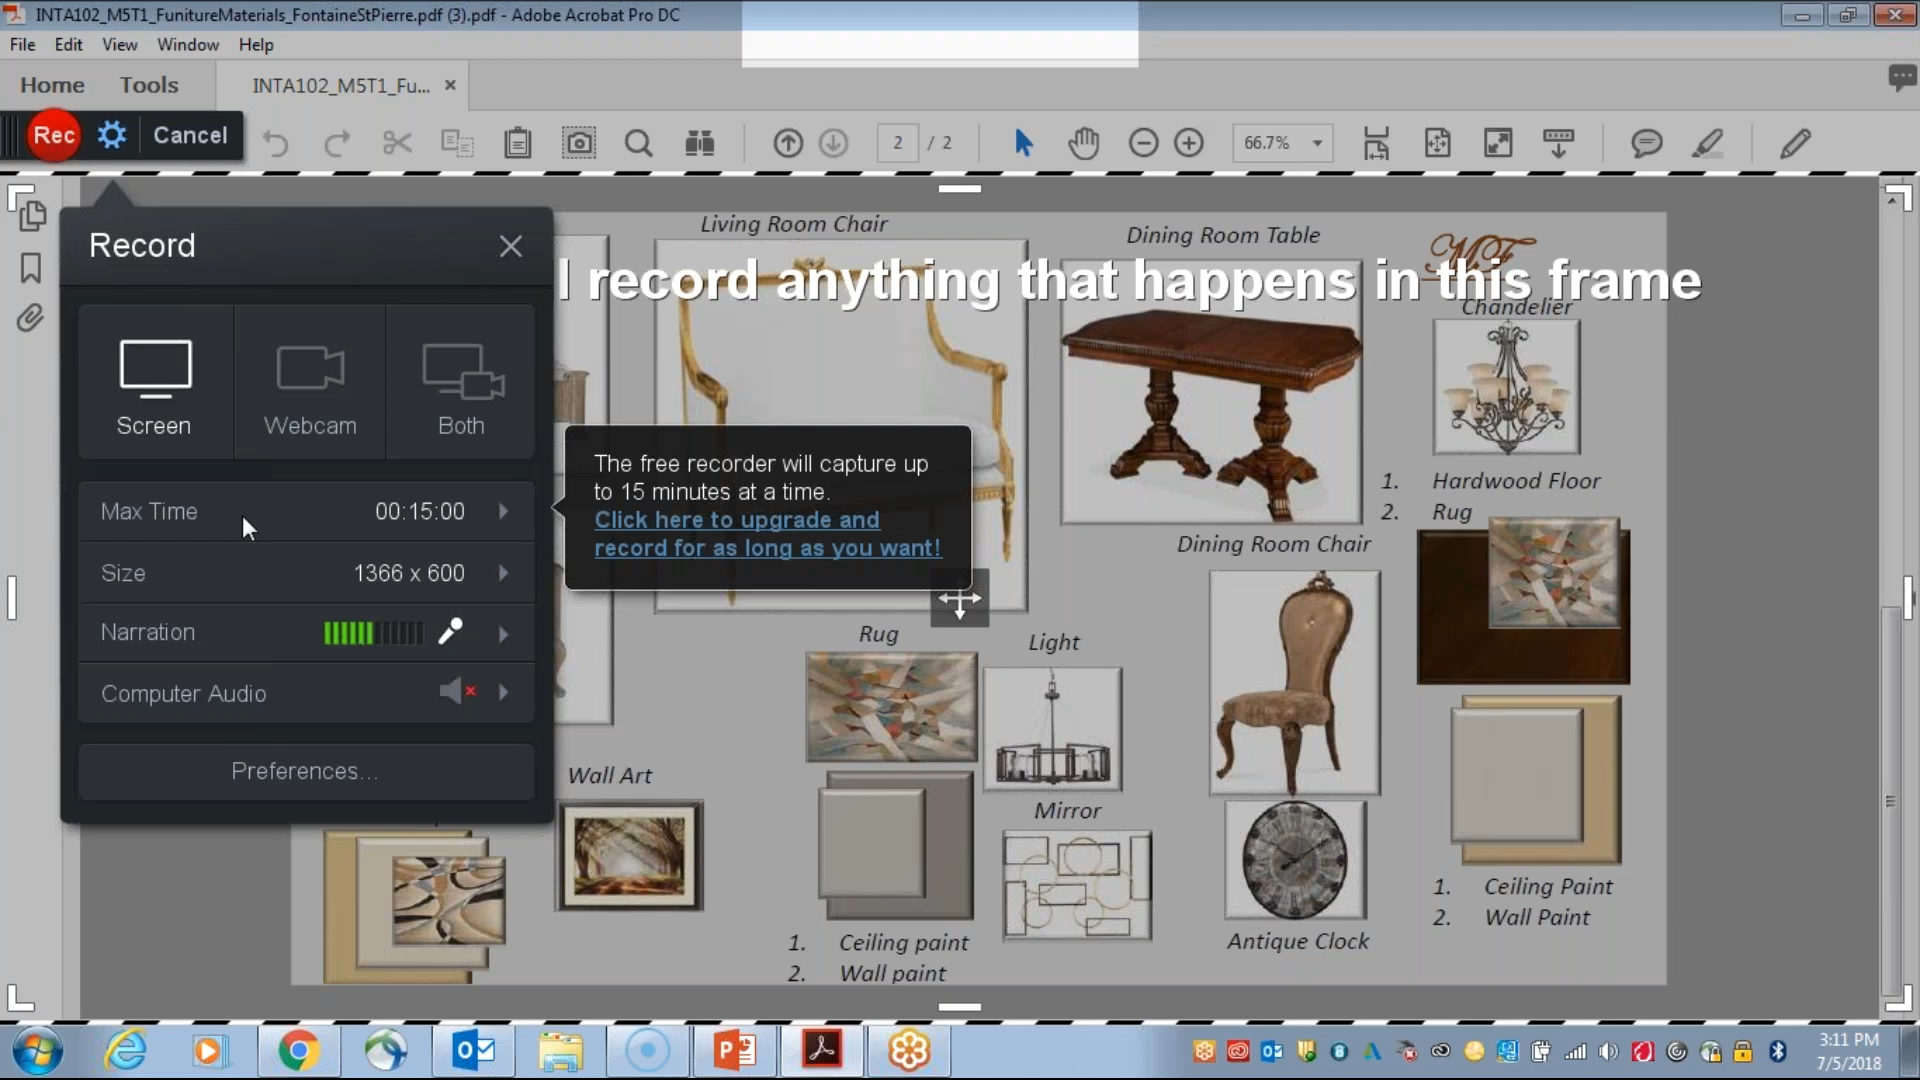 INTA102_M5T1_FunitureMaterials_FontaineStPierre.pdf (3).pdf - Adobe Acrobat Pro DC
File Edit View Window Help
Home Tools INTA102_M5T1_Fu... ×
Rec Cancel 2 / 2 66.7%
Record
Screen Webcam Both
Max Time 00:15:00
Size 1366 x 600
Narration
Computer Audio
Preferences...
The free recorder will capture up
to 15 minutes at a time.
Click here to upgrade and
record for as long as you want!
l record anything that happens in this frame
Living Room Chair
Dining Room Table
MF
Chandelier
1. Hardwood Floor
2. Rug
Dining Room Chair
Rug
Light
Wall Art
Mirror
1. Ceiling Paint
2. Wall Paint
Antique Clock
1. Ceiling paint
2. Wall paint
3:11 PM
7/5/2018